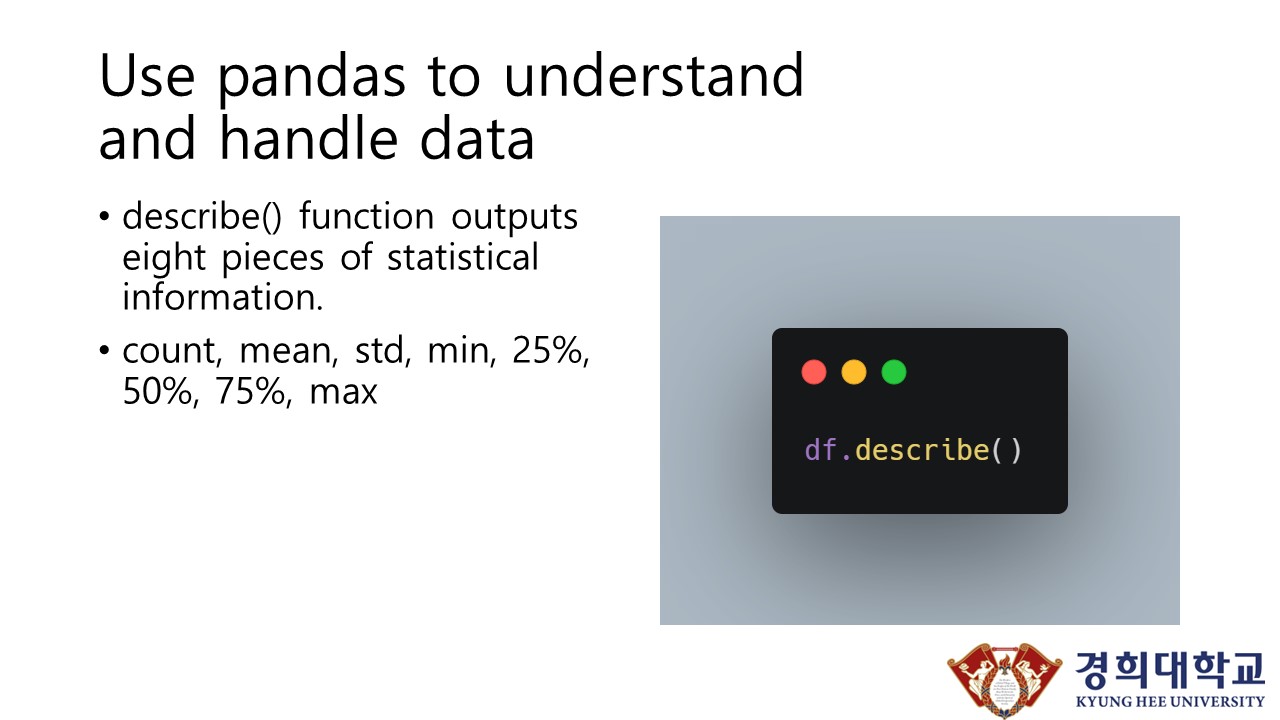 Use pandas to understand
and handle data
• describe() function outputs
eight pieces of statistical
information.
• count, mean, std, min, 25%,
50%, 75%, max
df.describe()
경희대학교
KYUNG HEE UNIVERSITY